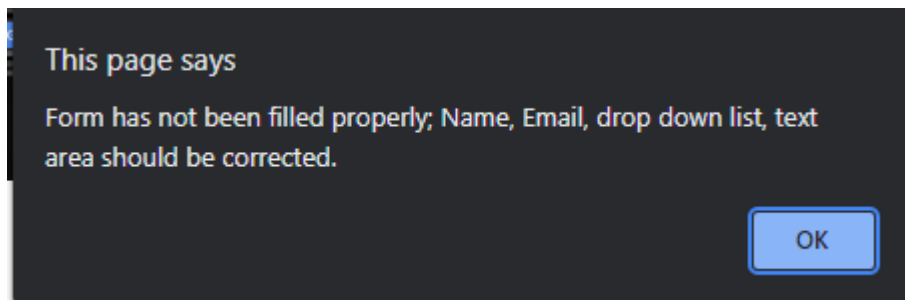 This page says
Form has not been filled properly; Name, Email, drop down list, text
area should be corrected.
OK